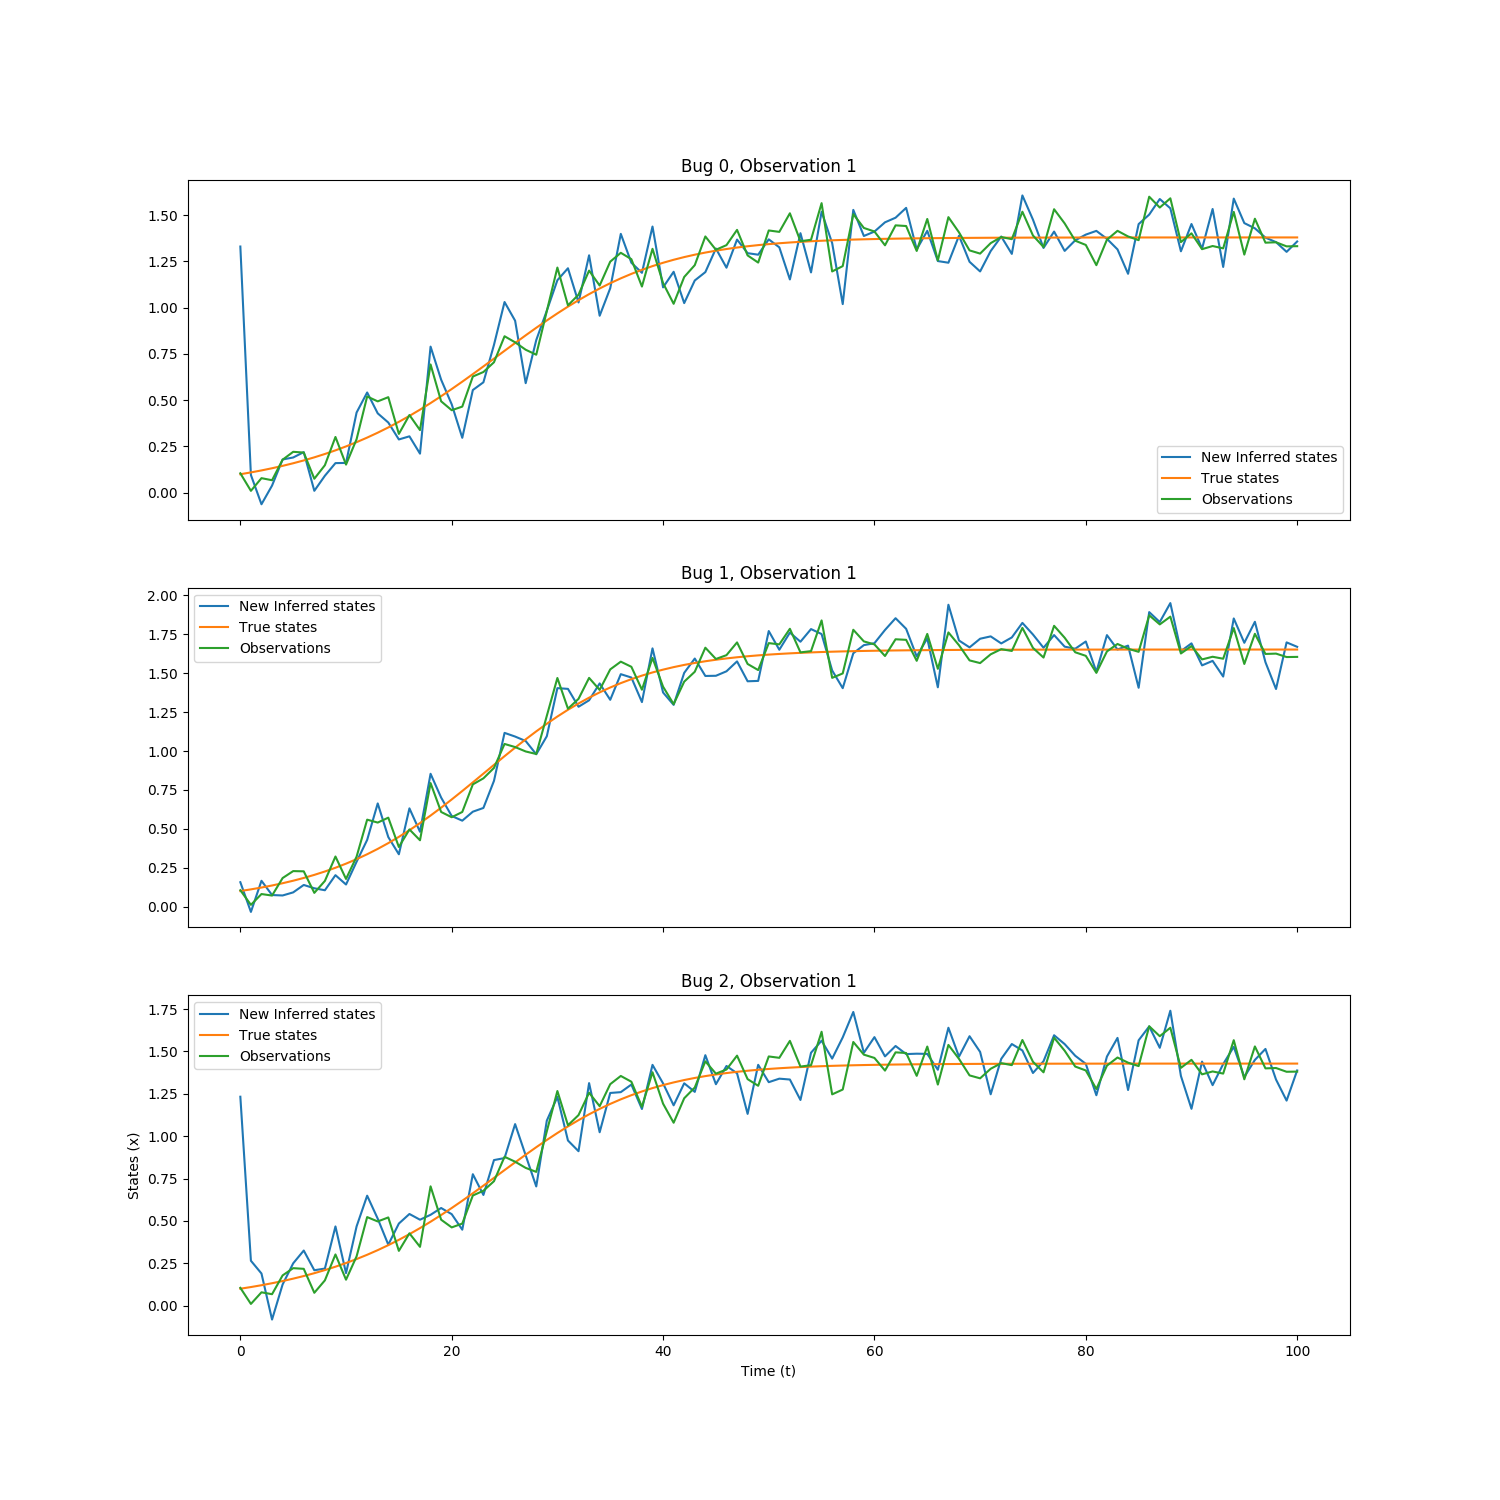 Bug 0, Observation 1
1.50
1.25
1.00
0.75
0.50
0.25
0.00
New Inferred states
True states
Observations
Bug 1, Observation 1
2.00
1.75
1.50
1.25
1.00
0.75
0.50
0.25
0.00
New Inferred states
True states
Observations
Bug 2, Observation 1
1.75
1.50
1.25
1.00
0.75
0.50
0.25
0.00
New Inferred states
True states
Observations
States (x)
0 20 40 60 80 100
Time (t)